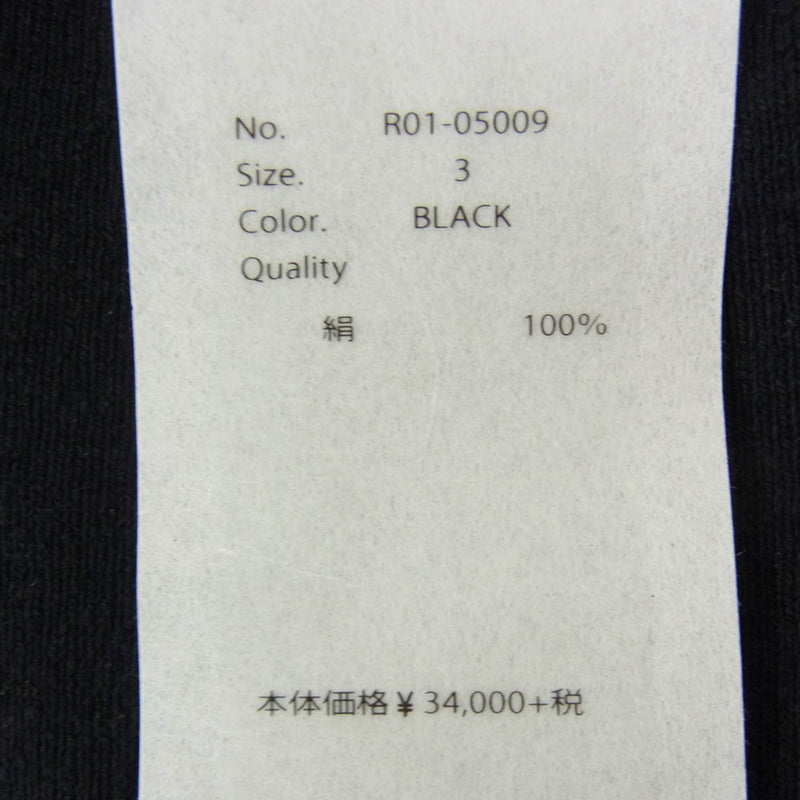 No. R01-05009
Size. 3
Color. BLACK
Quality
絹 100%
本体価格¥34,000+税